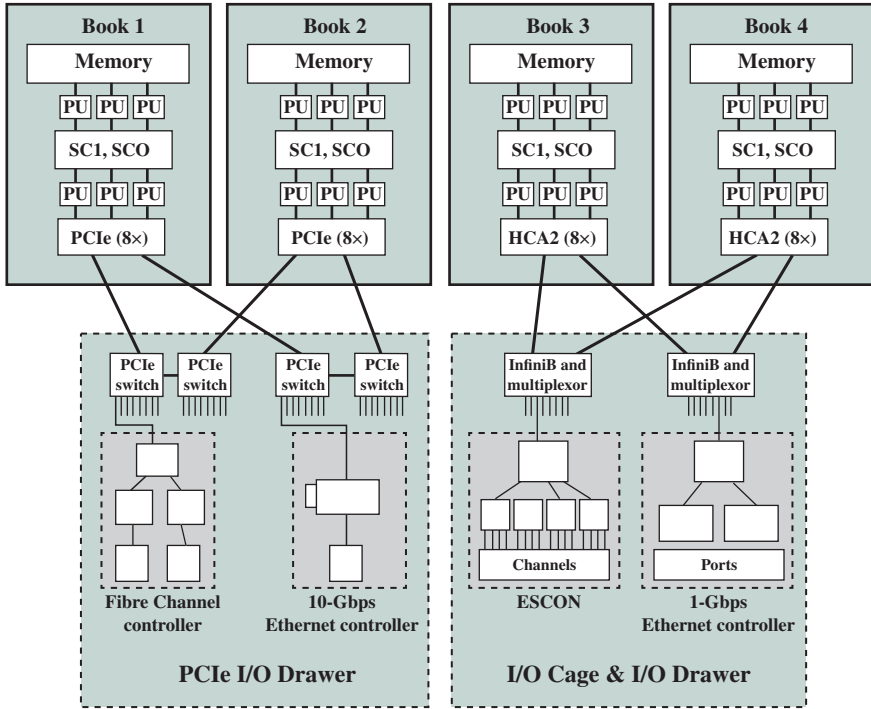 Book 1
Memory
PU PU PU
SC1, SCO
PU PU PU
PCIe (8×)
Book 2
Memory
PU PU PU
SC1, SCO
PU PU PU
PCIe (8×)
Book 3
Memory
PU PU PU
SC1, SCO
PU PU PU
HCA2 (8×)
Book 4
Memory
PU PU PU
SC1, SCO
PU PU PU
HCA2 (8×)
PCIe
switch
PCIe
switch
PCIe
switch
PCIe
switch
Fibre Channel
controller
10-Gbps
Ethernet controller
PCIe I/O Drawer
InfiniB and
multiplexor
InfiniB and
multiplexor
Channels
ESCON
Ports
1-Gbps
Ethernet controller
I/O Cage & I/O Drawer